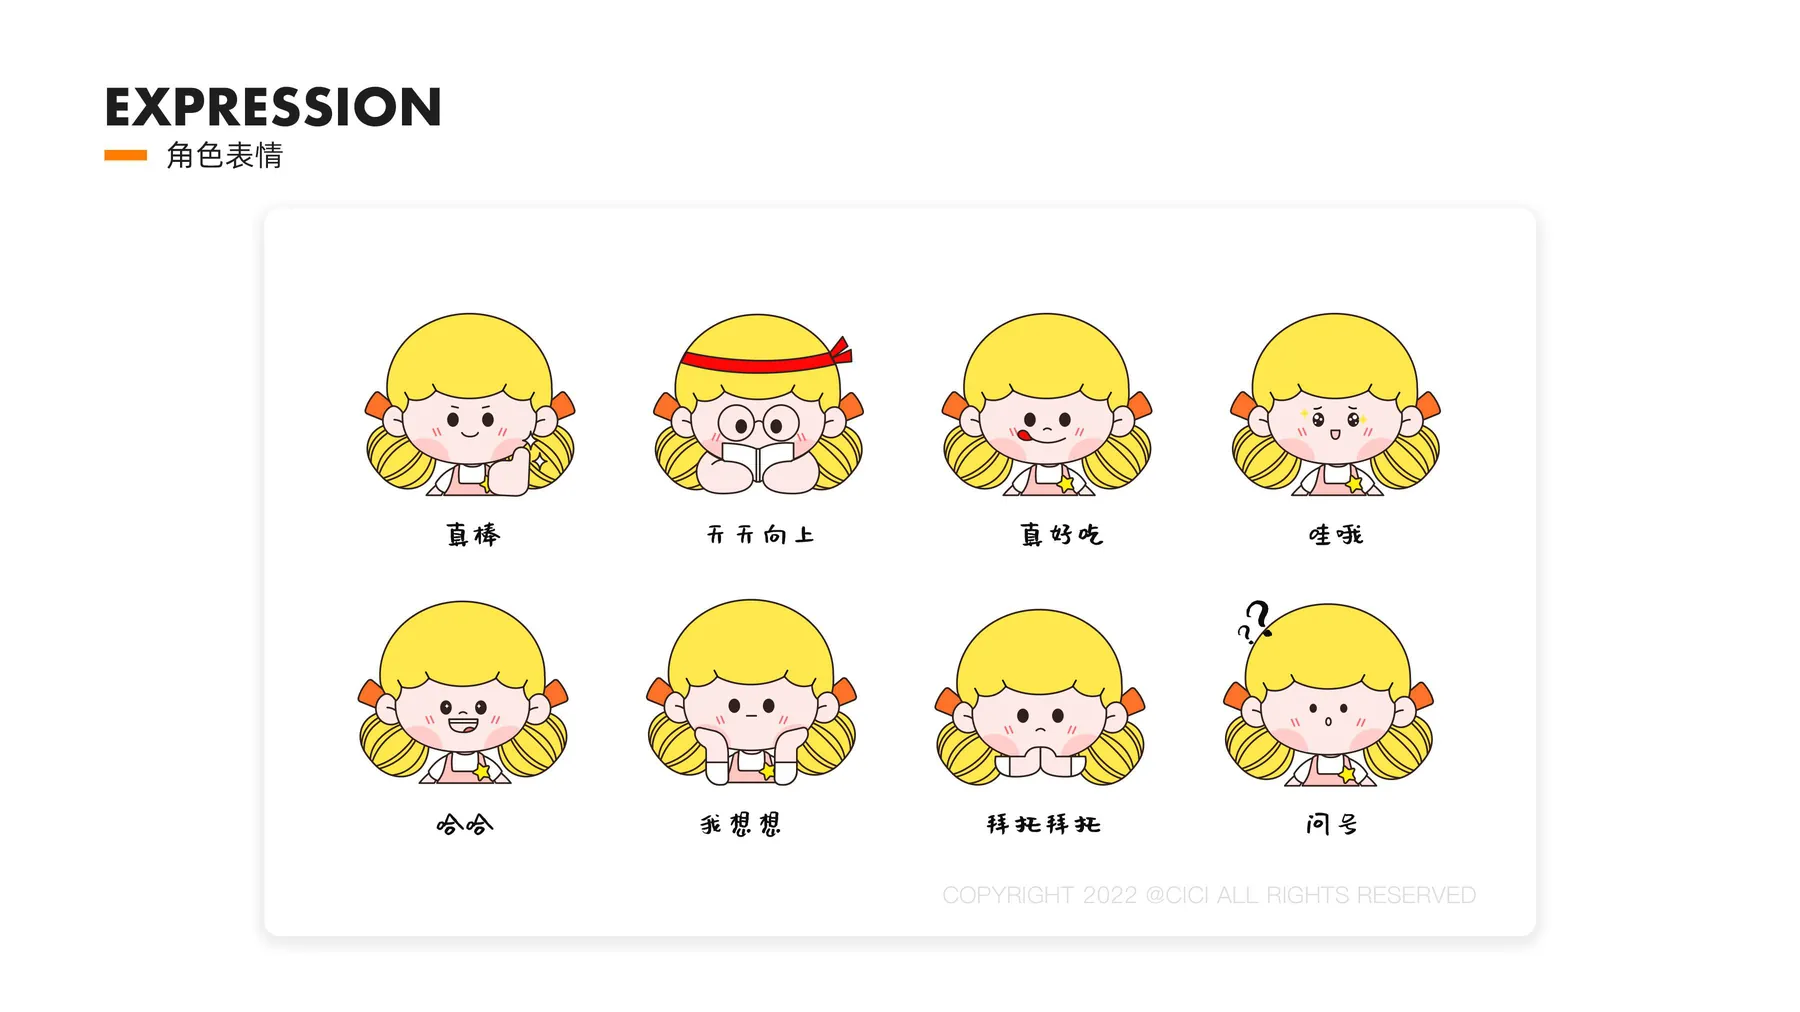 EXPRESSION
角色表情
真棒
天天向上
真好吃
哇哦
??
哈哈
我想想
拜托拜托
问号
COPYRIGHT 2022 @CICI ALL RIGHTS RESERVED